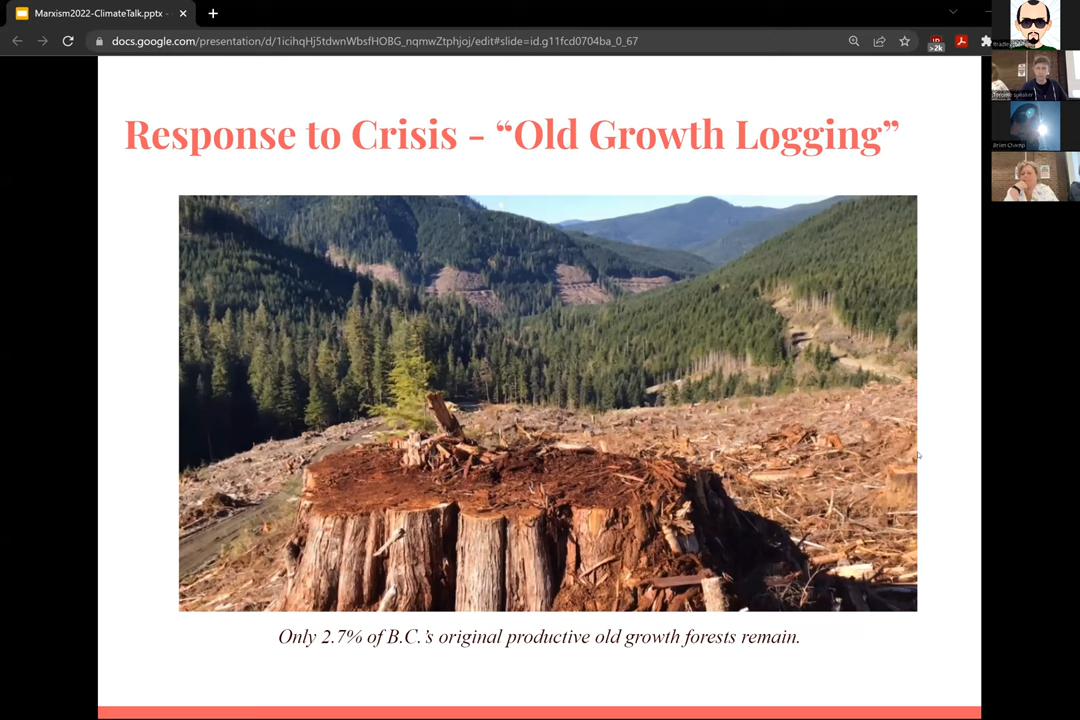 Marxism2022-ClimateTalk.pptx -
docs.google.com/presentation/d/1icihqHj5tdwnWbsfHOBG_nqmwZtphjoj/edit#slide=id.g11fcd0704ba_0_67
>2k
Response to Crisis - “Old Growth Logging”
Only 2.7% of B.C.’s original productive old growth forests remain.